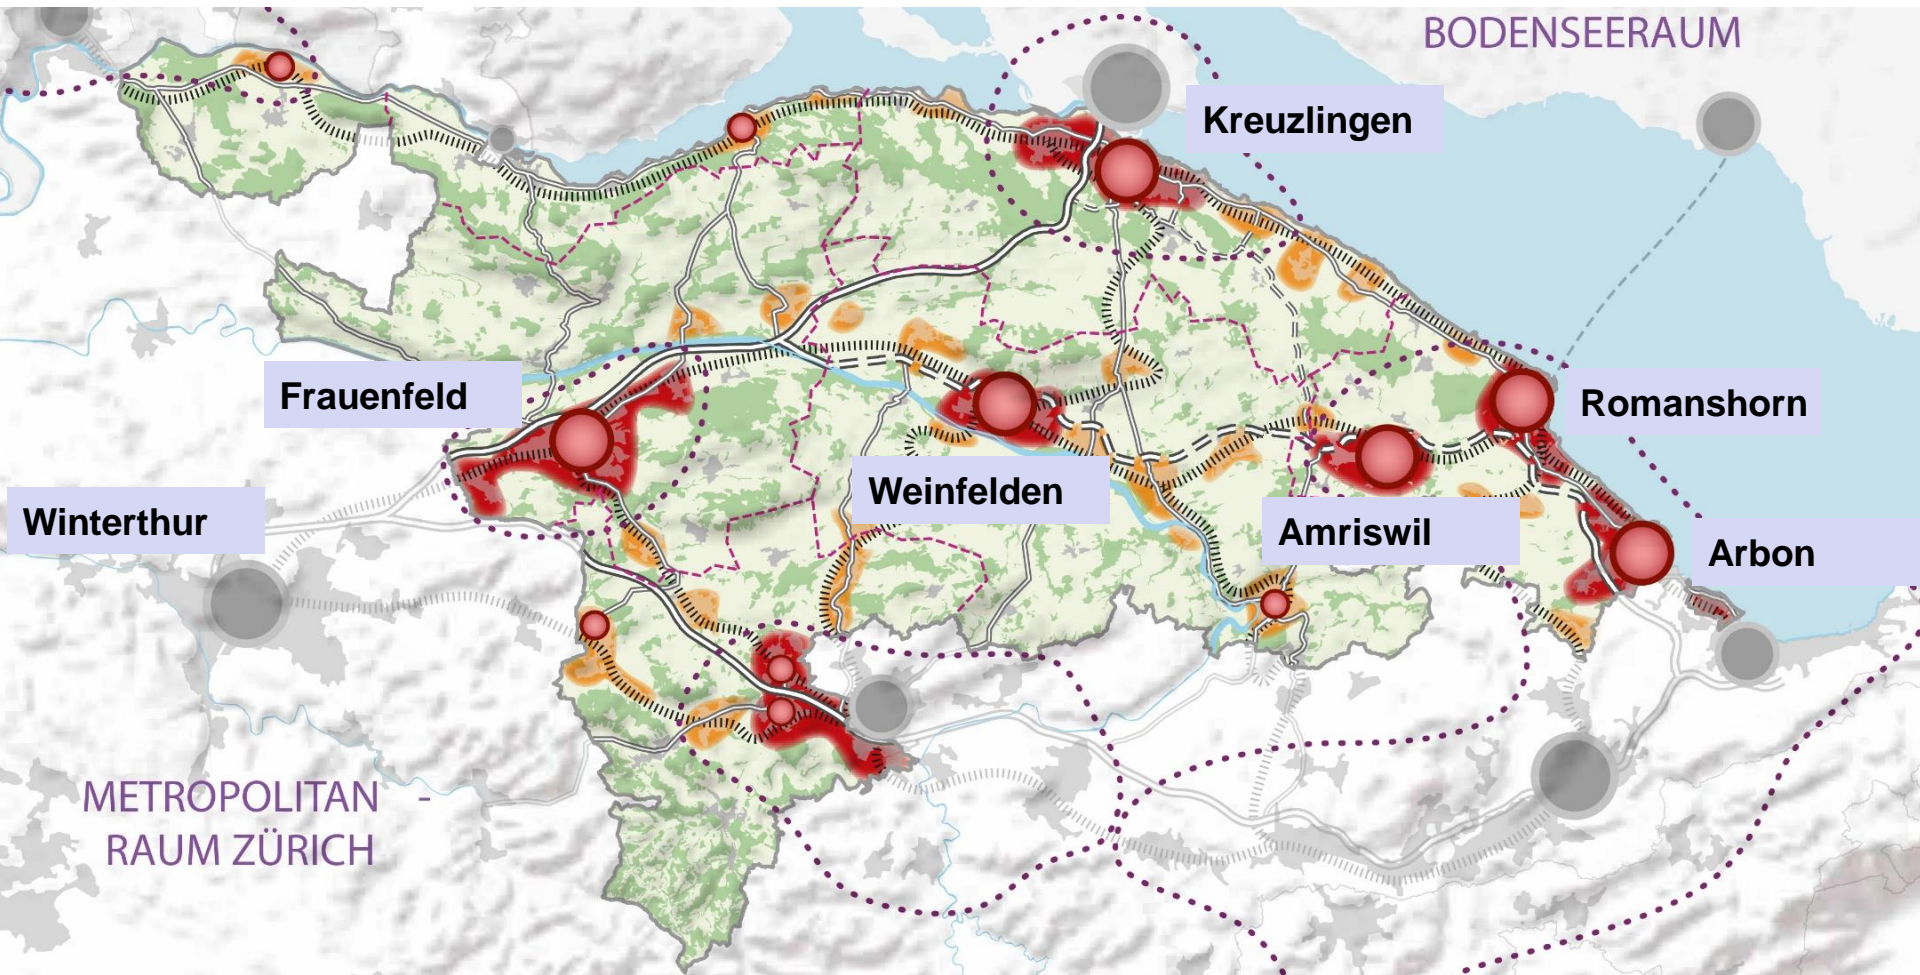 BODENSEERAUM
Kreuzlingen
Frauenfeld
Romanshorn
Weinfelden
Winterthur
Amriswil
Arbon
METROPOLITAN -
RAUM ZÜRICH